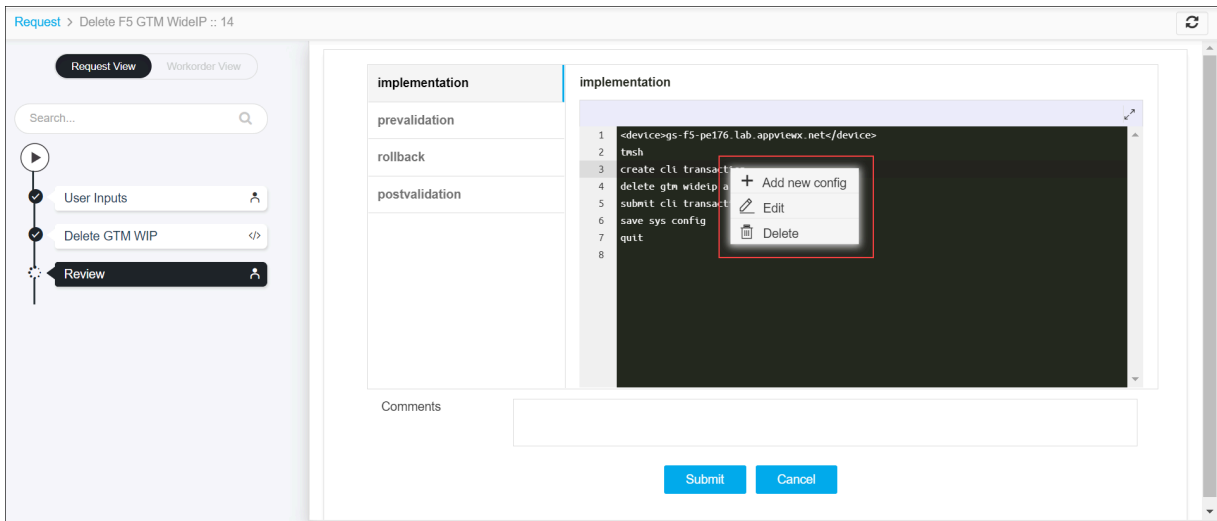 Request > Delete F5 GTM WideIP :: 14
Request View Workorder View
Search...
User Inputs
Delete GTM WIP </>
Review
implementation
prevalidation
rollback
postvalidation
implementation
1 <device>gs-f5-pe176.lab.appviewx.net</device>
2 tmsh
3 create cli
4 delete gtm wideip
5 submit cli
6 save sys config
7 quit
8
+ Add new config
Edit
Delete
Comments
Submit Cancel